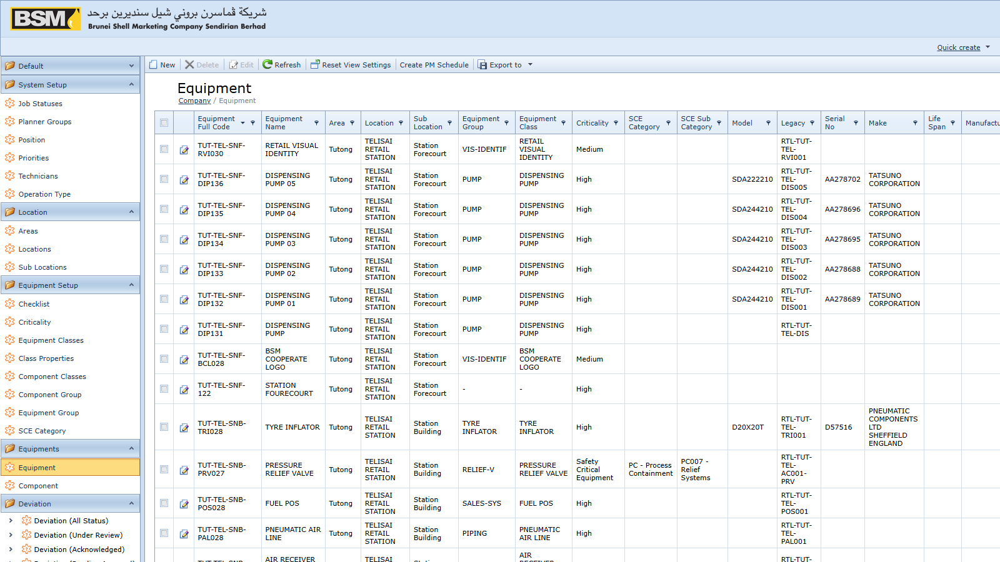 BSM
شركة ڤماسرن بروني شيل سنديرين برحد
Brunei Shell Marketing Company Sendirian Berhad
Quick create
Default
System Setup
Job Statuses
Planner Groups
Position
Priorities
Technicians
Operation Type
Location
Areas
Locations
Sub Locations
Equipment Setup
Checklist
Criticality
Equipment Classes
Class Properties
Component Classes
Component Group
Equipment Group
SCE Category
Equipments
Equipment
Component
Deviation
Deviation (All Status)
Deviation (Under Review)
Deviation (Acknowledged)
New Delete Edit Refresh Reset View Settings Create PM Schedule Export to
Equipment
Company / Equipment
Equipment Full Code Equipment Name Area Location Sub Location Equipment Group Equipment Class Criticality SCE Category SCE Sub Category Model Legacy Serial No Make Life Span Manufactu
TUT-TEL-SNF-RVI030 RETAIL VISUAL IDENTITY Tutong TELISAI RETAIL STATION Station Forecourt VIS-IDENTIF RETAIL VISUAL IDENTITY Medium RTL-TUT-TEL-RVI001
TUT-TEL-SNF-DIP136 DISPENSING PUMP 05 Tutong TELISAI RETAIL STATION Station Forecourt PUMP DISPENSING PUMP High SDA222210 RTL-TUT-TEL-DIS005 AA278702 TATSUNO CORPORATION
TUT-TEL-SNF-DIP135 DISPENSING PUMP 04 Tutong TELISAI RETAIL STATION Station Forecourt PUMP DISPENSING PUMP High SDA244210 RTL-TUT-TEL-DIS004 AA278696 TATSUNO CORPORATION
TUT-TEL-SNF-DIP134 DISPENSING PUMP 03 Tutong TELISAI RETAIL STATION Station Forecourt PUMP DISPENSING PUMP High SDA244210 RTL-TUT-TEL-DIS003 AA278695 TATSUNO CORPORATION
TUT-TEL-SNF-DIP133 DISPENSING PUMP 02 Tutong TELISAI RETAIL STATION Station Forecourt PUMP DISPENSING PUMP High SDA244210 RTL-TUT-TEL-DIS002 AA278688 TATSUNO CORPORATION
TUT-TEL-SNF-DIP132 DISPENSING PUMP 01 Tutong TELISAI RETAIL STATION Station Forecourt PUMP DISPENSING PUMP High SDA244210 RTL-TUT-TEL-DIS001 AA278689 TATSUNO CORPORATION
TUT-TEL-SNF-DIP131 DISPENSING PUMP Tutong TELISAI RETAIL STATION Station Forecourt PUMP DISPENSING PUMP High RTL-TUT-TEL-DIS
TUT-TEL-SNF-BCL028 BSM COOPERATE LOGO Tutong TELISAI RETAIL STATION Station Forecourt VIS-IDENTIF BSM COOPERATE LOGO Medium
TUT-TEL-SNF-122 STATION FOURECOURT Tutong TELISAI RETAIL STATION Station Forecourt - - High
TUT-TEL-SNB-TRI028 TYRE INFLATOR Tutong TELISAI RETAIL STATION Station Building TYRE INFLATOR TYRE INFLATOR High D20X20T RTL-TUT-TEL-TRI001 D57516 PNEUMATIC COMPONENTS LTD SHEFFIELD ENGLAND
TUT-TEL-SNB-PRV027 PRESSURE RELIEF VALVE Tutong TELISAI RETAIL STATION Station Building RELIEF-V PRESSURE RELIEF VALVE Safety Critical Equipment PC - Process Containment PC007 - Relief Systems RTL-TUT-TEL-AC001-PRV
TUT-TEL-SNB-POS028 FUEL POS Tutong TELISAI RETAIL STATION Station Building SALES-SYS FUEL POS High RTL-TUT-TEL-POS001
TUT-TEL-SNB-PAL028 PNEUMATIC AIR LINE Tutong TELISAI RETAIL STATION Station Building PIPING PNEUMATIC AIR LINE High RTL-TUT-TEL-PAL001
AIR RECEIVER TELISAI AIR RTL-TUT-